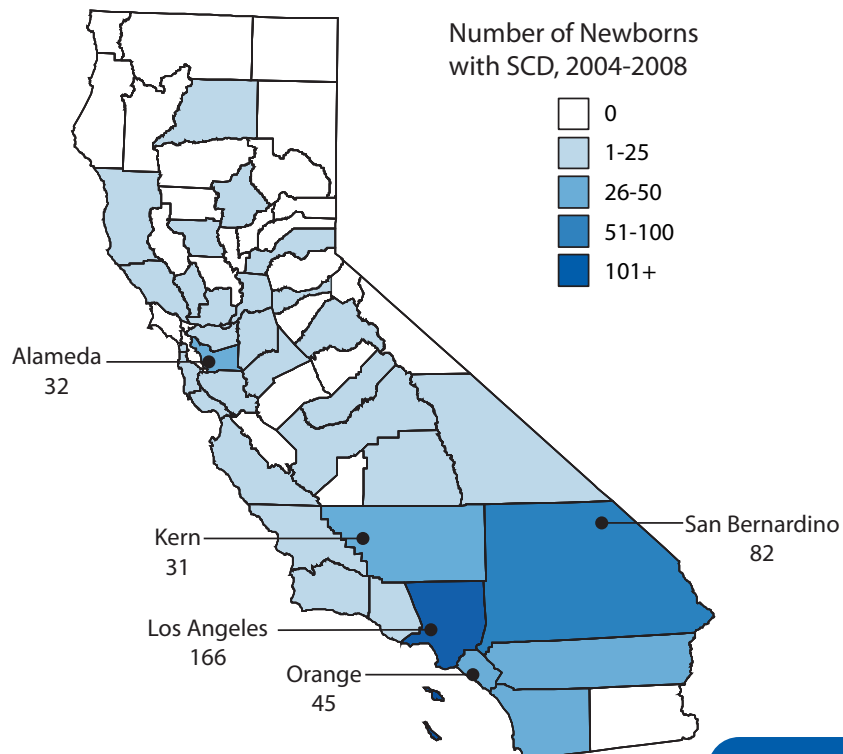 Number of Newborns
with SCD, 2004-2008
0
1-25
26-50
51-100
101+
Alameda
32
Kern
31
San Bernardino
82
Los Angeles
166
Orange
45